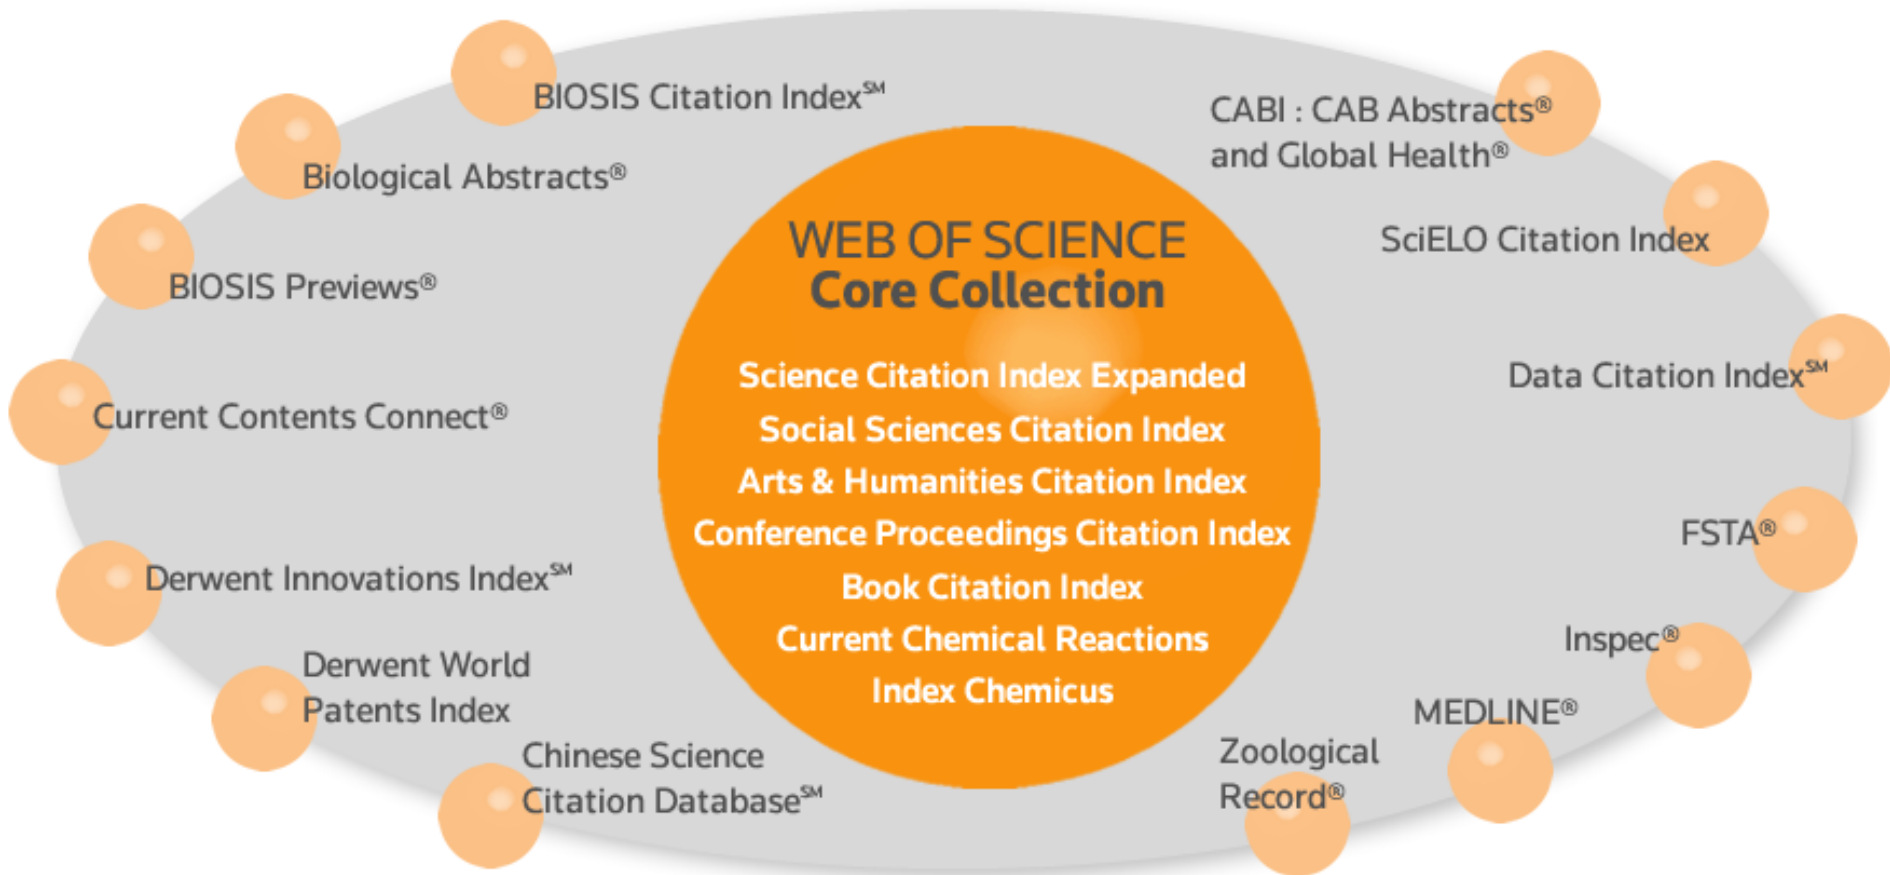 BIOSIS Citation Index℠
Biological Abstracts®
BIOSIS Previews®
Current Contents Connect®
Derwent Innovations Index℠
Derwent World
Patents Index
Chinese Science
Citation Database℠
WEB OF SCIENCE
Core Collection
Science Citation Index Expanded
Social Sciences Citation Index
Arts & Humanities Citation Index
Conference Proceedings Citation Index
Book Citation Index
Current Chemical Reactions
Index Chemicus
CABI : CAB Abstracts®
and Global Health®
SciELO Citation Index
Data Citation Index℠
FSTA®
Inspec®
MEDLINE®
Zoological
Record®